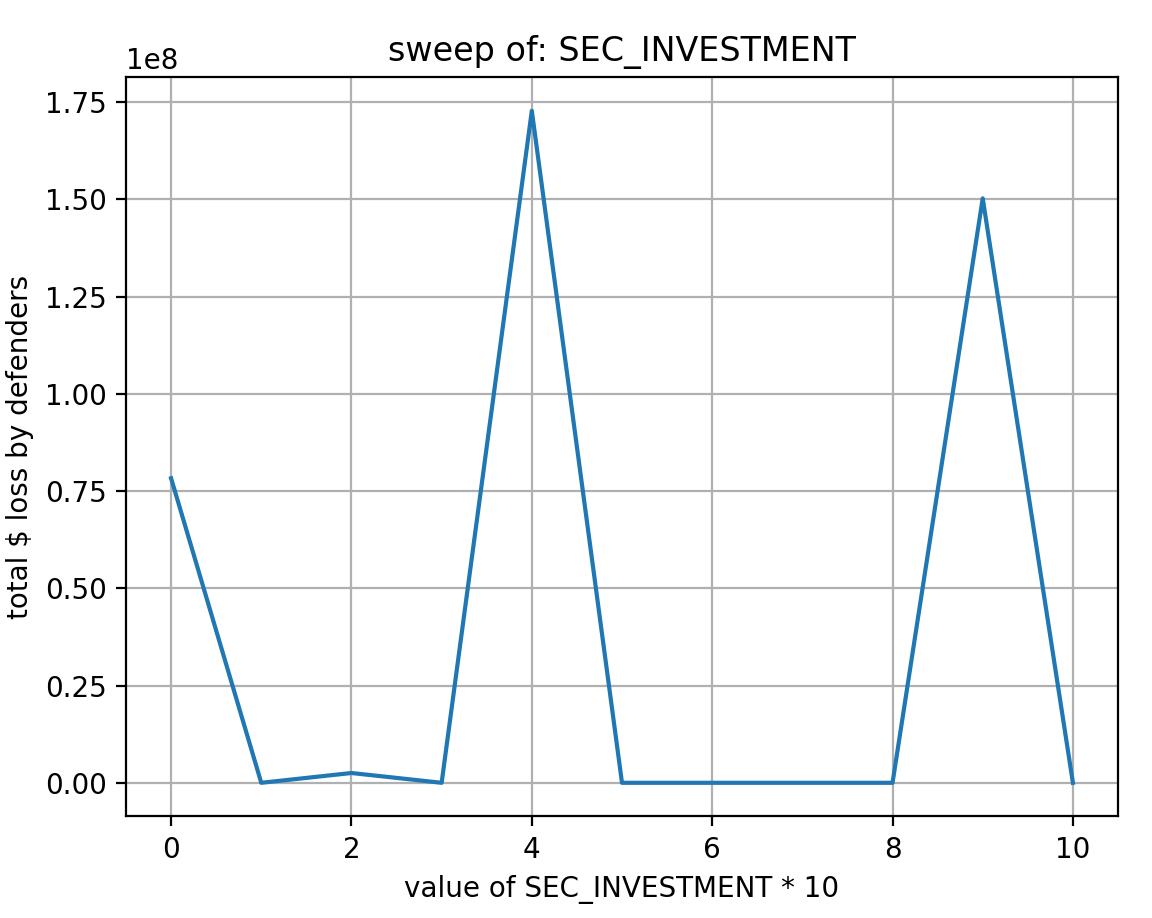 sweep of: SEC_INVESTMENT
1e8
1.75
1.50
1.25
1.00
0.75
0.50
0.25
0.00
total $ loss by defenders
0 2 4 6 8 10
value of SEC_INVESTMENT * 10